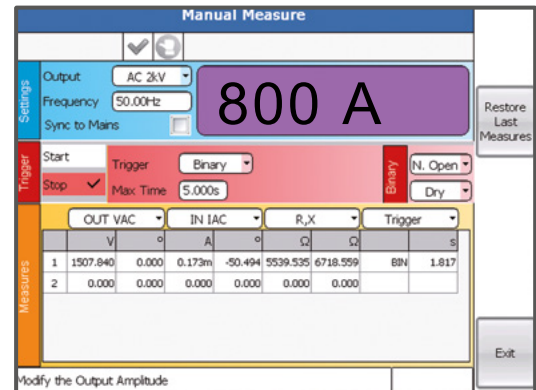 Manual Measure
Output AC 2kV
800 A
Frequency 50.00Hz
Sync to Mains
Settings
Restore
Last
Measures
Trigger
Start
Stop
Trigger Binary
Max Time 5.000s
Binary
N. Open
Dry
Measures
OUT VAC IN IAC R,X Trigger
V ° A ° Ω Ω s
1 1507.840 0.000 0.173m -50.494 5539.535 6718.559 BIN 1.817
2 0.000 0.000 0.000 0.000 0.000 0.000
Exit
Modify the Output Amplitude